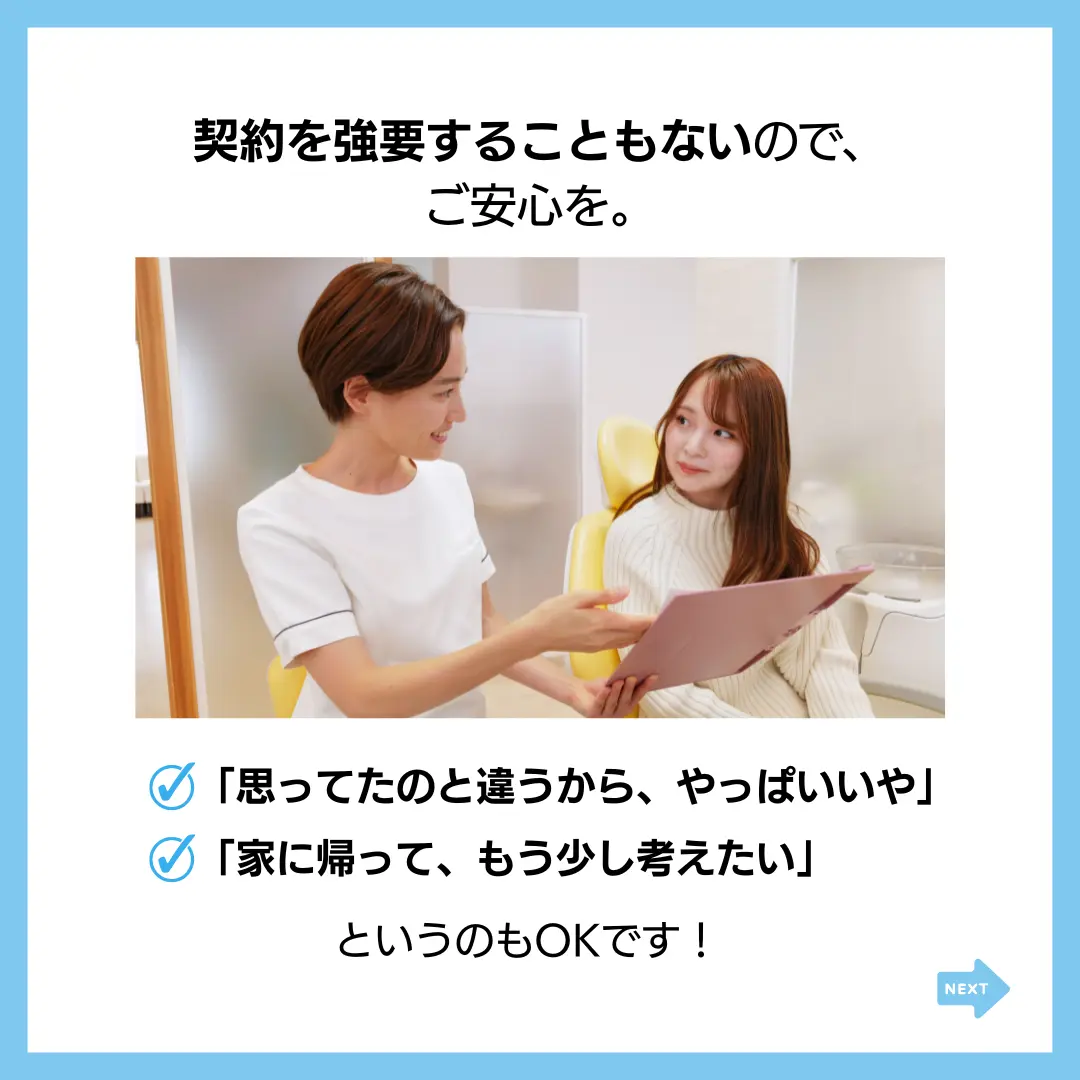 契約を強要することもないので、
ご安心を。
「思ってたのと違うから、やっぱいいや」
「家に帰って、もう少し考えたい」
というのもOKです！
NEXT